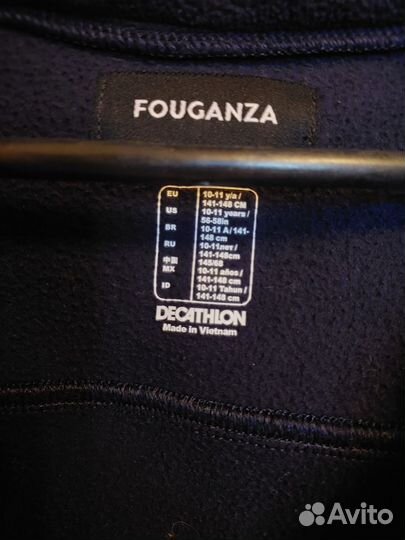 FOUGANZA
EU 10-11 y/a /
141-148 CM
US 10-11 years /
56-58in
BR 10-11 A/ 141-
148 cm
RU 10-11лет /
141-148cm
中国 145/68
MX 10-11 años /
141-148 cm
ID 10-11 Tahun /
141-148 cm
DECATHLON
Made in Vietnam
Avito